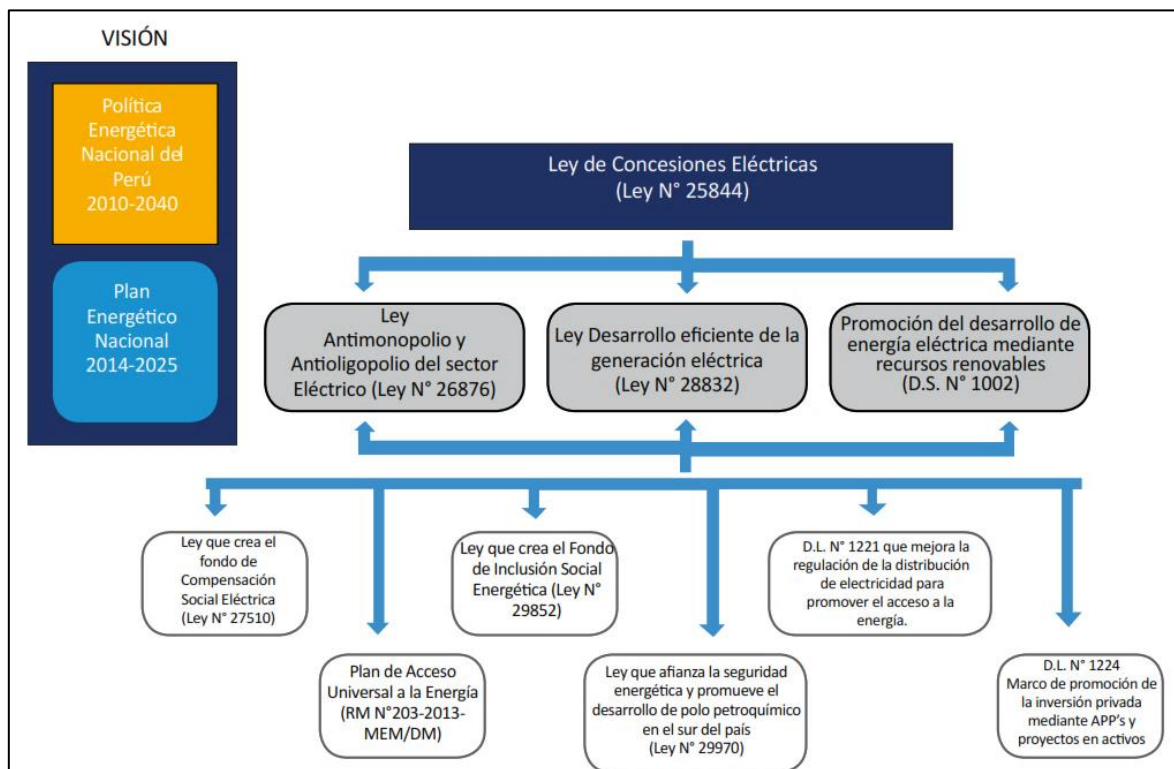 VISIÓN
Política
Energética
Nacional del
Perú
2010-2040
Plan
Energético
Nacional
2014-2025
Ley de Concesiones Eléctricas
(Ley N° 25844)
Ley
Antimonopolio y
Antioligopolio del sector
Eléctrico (Ley N° 26876)
Ley Desarrollo eficiente de la
generación eléctrica
(Ley N° 28832)
Promoción del desarrollo de
energía eléctrica mediante
recursos renovables
(D.S. N° 1002)
Ley que crea el
fondo de
Compensación
Social Eléctrica
(Ley N° 27510)
Ley que crea el Fondo
de Inclusión Social
Energética (Ley N°
29852)
D.L. N° 1221 que mejora la
regulación de la distribución
de electricidad para
promover el acceso a la
energía.
Plan de Acceso
Universal a la Energía
(RM N°203-2013-
MEM/DM)
Ley que afianza la seguridad
energética y promueve el
desarrollo de polo petroquímico
en el sur del país
(Ley N° 29970)
D.L. N° 1224
Marco de promoción de
la inversión privada
mediante APP's y
proyectos en activos